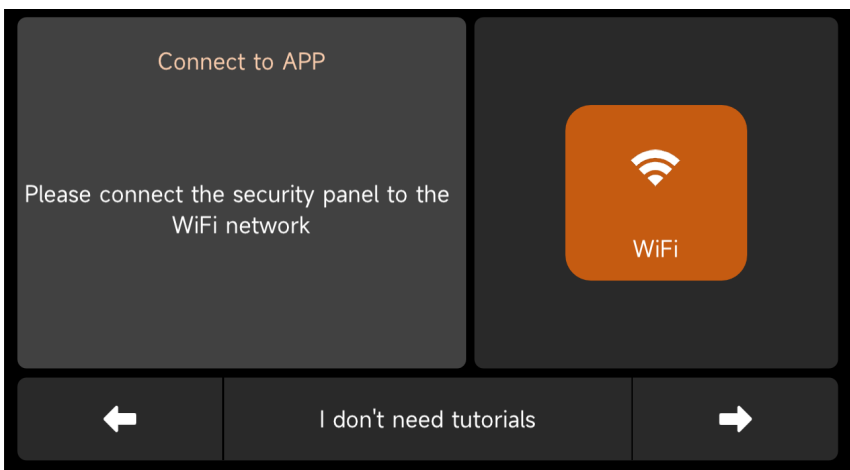 Connect to APP
Please connect the security panel to the
WiFi network
WiFi
I don't need tutorials